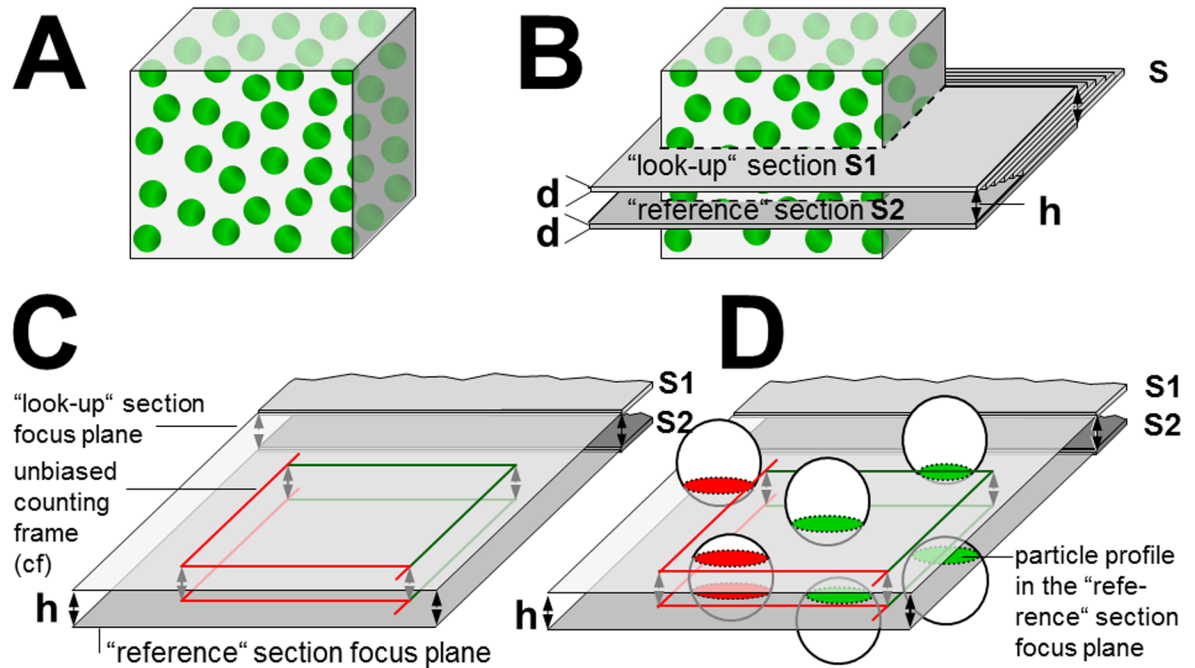 A
B
S
“look-up“ section S1
“reference“ section S2
d
d
h
C
D
“look-up“ section
focus plane
S1
S2
unbiased
counting
frame
(cf)
h
“reference“ section focus plane
S1
S2
h
particle profile
in the “refe-
rence“ section
focus plane